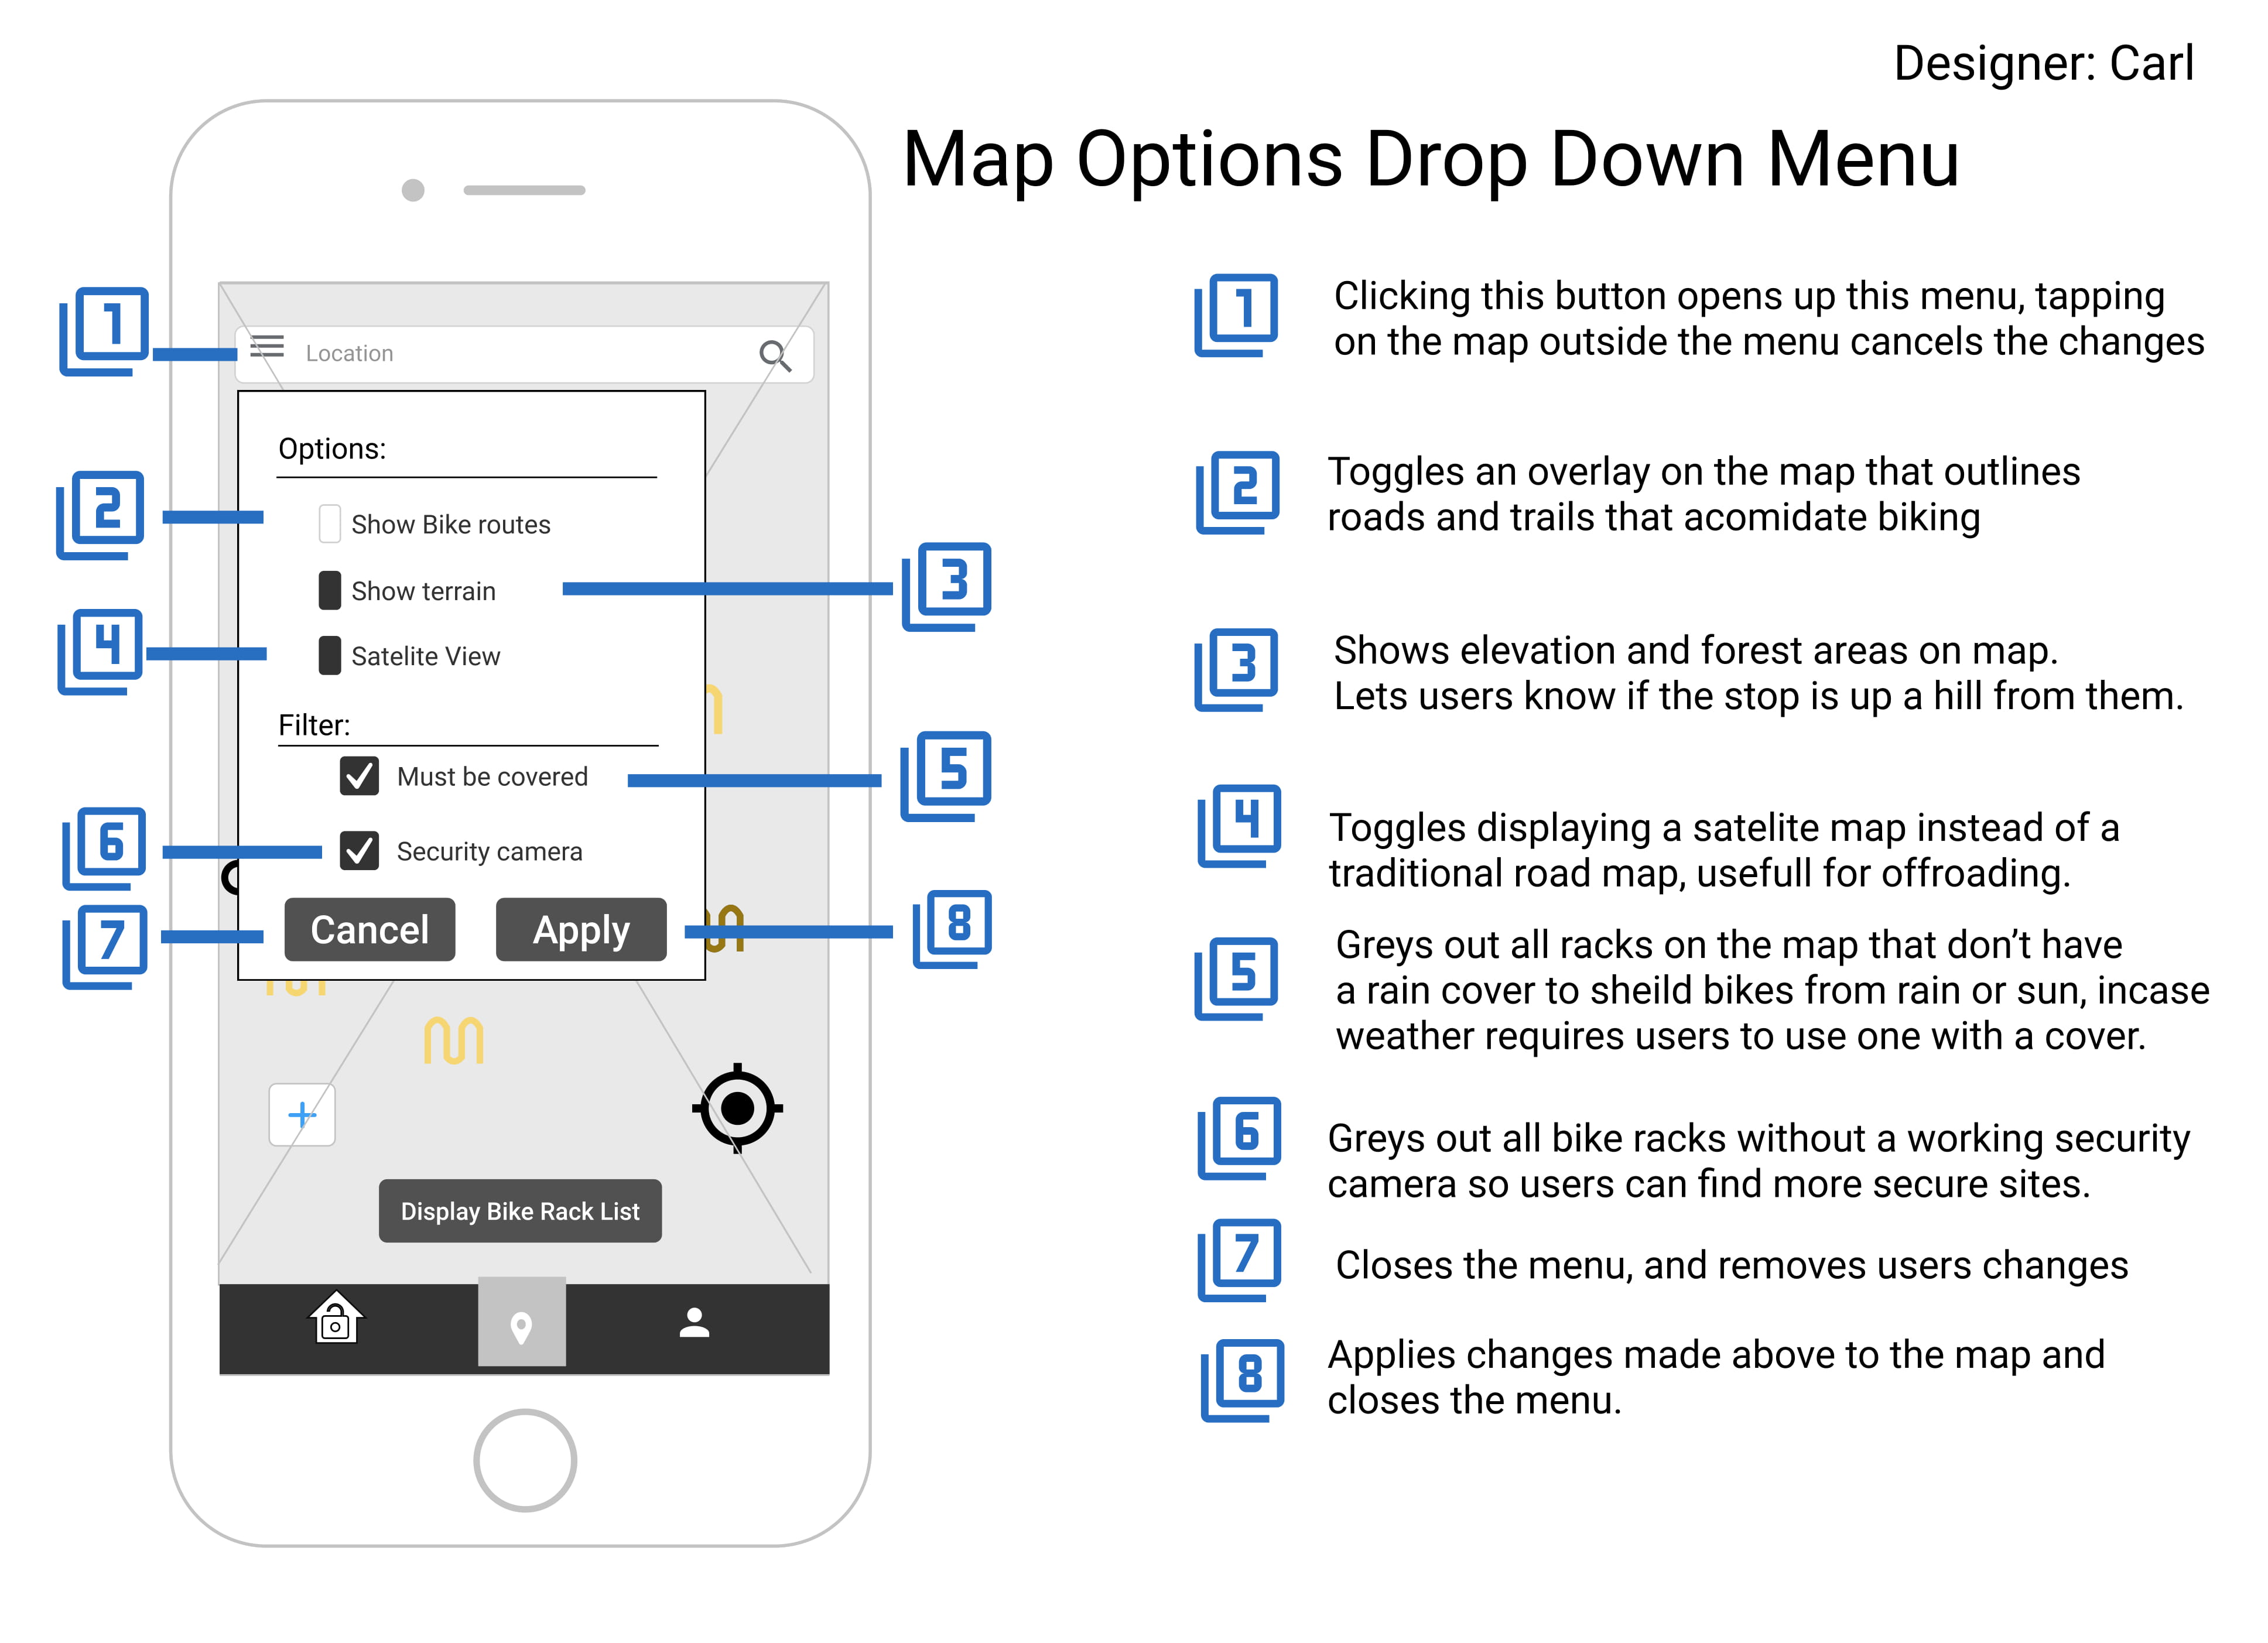 Designer: Carl
Map Options Drop Down Menu
1
Location
Options:
2
Show Bike routes
Show terrain
3
4
Satelite View
Filter:
Must be covered
5
6
Security camera
7
Cancel
Apply
8
Display Bike Rack List
1
Clicking this button opens up this menu, tapping
on the map outside the menu cancels the changes
2
Toggles an overlay on the map that outlines
roads and trails that acomidate biking
3
Shows elevation and forest areas on map.
Lets users know if the stop is up a hill from them.
4
Toggles displaying a satelite map instead of a
traditional road map, usefull for offroading.
5
Greys out all racks on the map that don’t have
a rain cover to sheild bikes from rain or sun, incase
weather requires users to use one with a cover.
6
Greys out all bike racks without a working security
camera so users can find more secure sites.
7
Closes the menu, and removes users changes
8
Applies changes made above to the map and
closes the menu.